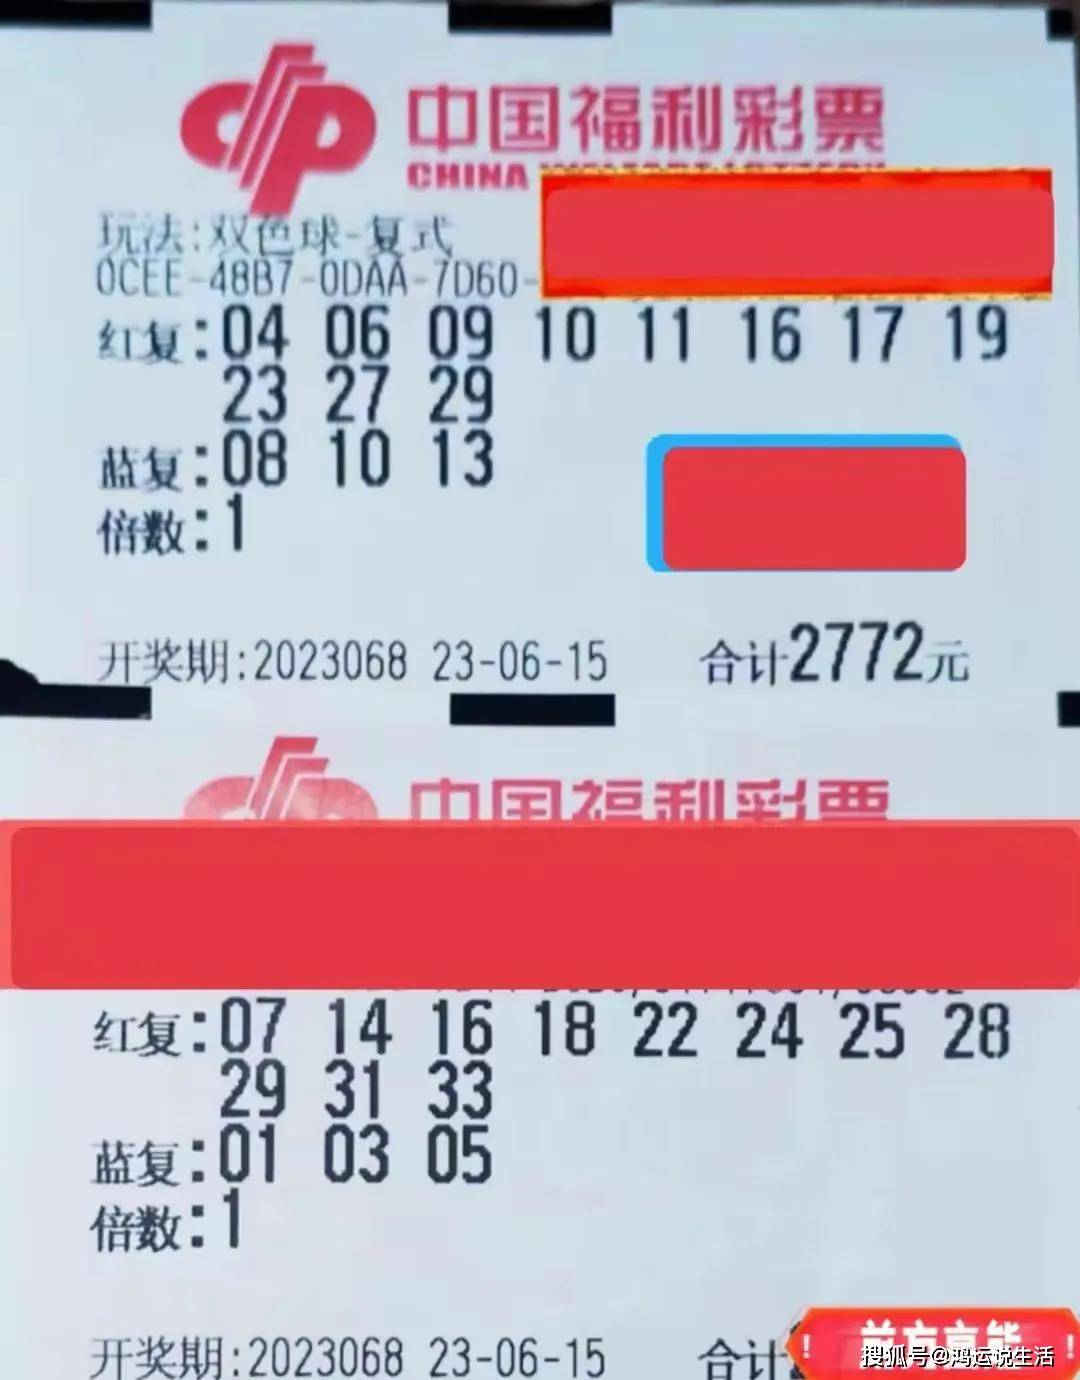 中国福利彩票
CHINA
玩法:双色球-复式
0CEE-48B7-0DAA-7D60-
红复:04 06 09 10 11 16 17 19
23 27 29
蓝复:08 10 13
倍数:1
开奖期:2023068 23-06-15 合计2772元
中国福利彩票
红复:07 14 16 18 22 24 25 28
29 31 33
蓝复:01 03 05
倍数:1
开奖期:2023068 23-06-15 合计
前方高能
搜狐号@鸿运说生活